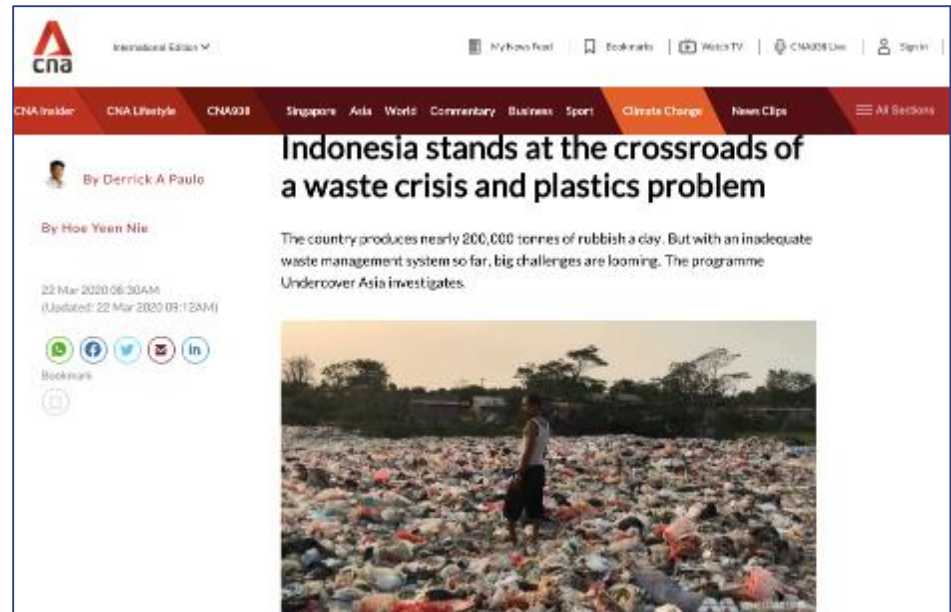 cna
International Edition
My News Feed
Bookmarks
Watch TV
CNA938 Live
Sign in
CNA Insider
CNA Lifestyle
CNA938
Singapore
Asia
World
Commentary
Business
Sport
Climate Change
News Clips
All Sections
Indonesia stands at the crossroads of
a waste crisis and plastics problem
By Derrick A Paulo
By Hoe Yeen Nie
The country produces nearly 200,000 tonnes of rubbish a day. But with an inadequate
waste management system so far, big challenges are looming. The programme
Undercover Asia investigates.
22 Mar 2020 06:30AM
(Updated: 22 Mar 2020 09:12AM)
in
Bookmark